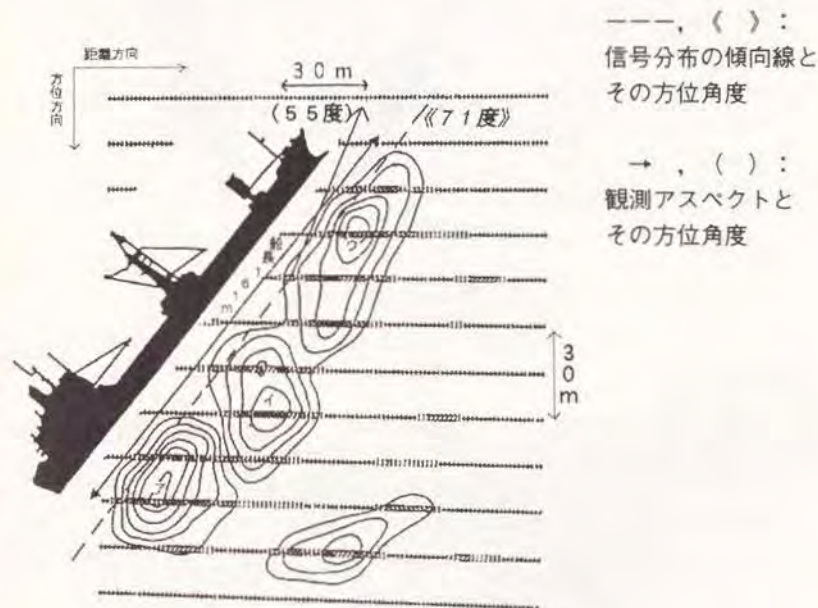 距離方向
方位方向
30m
(55度)
《71度》
船長
161m
ウ
イ
ア
30m
−−−, 《 》:
信号分布の傾向線と
その方位角度
→ , ( ):
観測アスペクトと
その方位角度